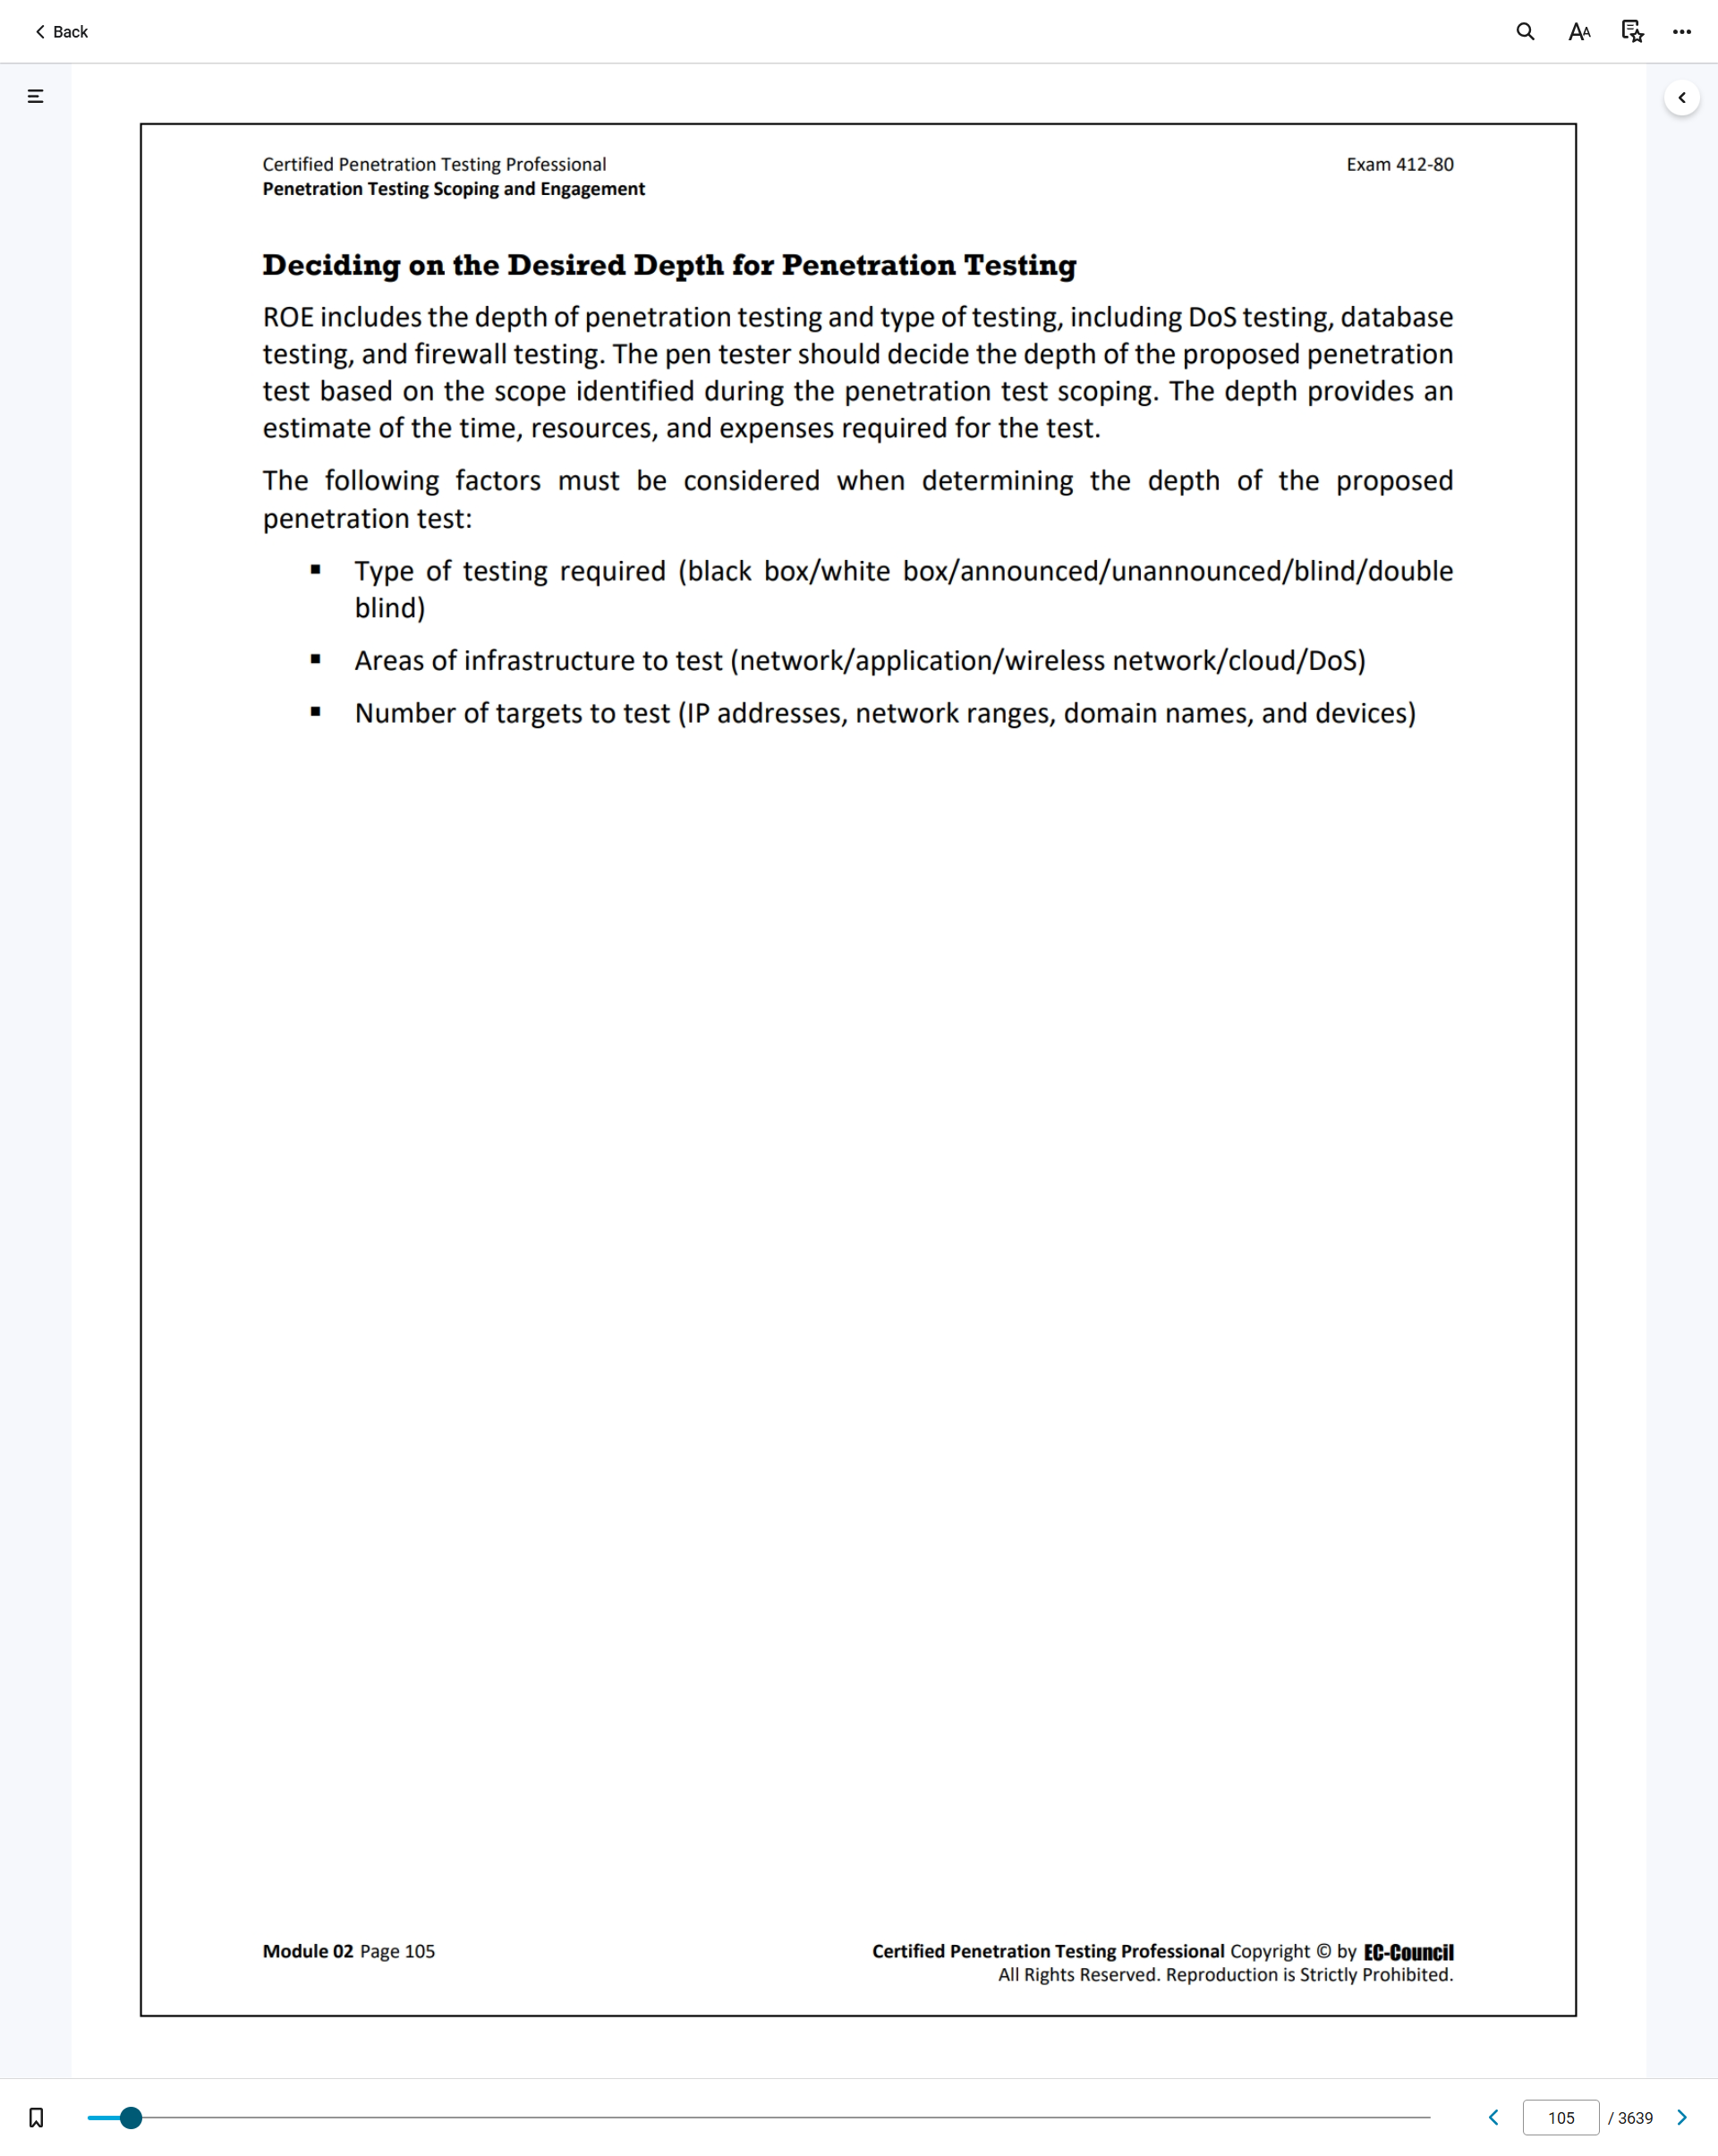 Back
Certified Penetration Testing Professional
Exam 412-80
Penetration Testing Scoping and Engagement
Deciding on the Desired Depth for Penetration Testing
ROE includes the depth of penetration testing and type of testing, including DoS testing, database
testing, and firewall testing. The pen tester should decide the depth of the proposed penetration
test based on the scope identified during the penetration test scoping. The depth provides an
estimate of the time, resources, and expenses required for the test.
The following factors must be considered when determining the depth of the proposed
penetration test:
▪ Type of testing required (black box/white box/announced/unannounced/blind/double
blind)
▪ Areas of infrastructure to test (network/application/wireless network/cloud/DoS)
▪ Number of targets to test (IP addresses, network ranges, domain names, and devices)
Module 02 Page 105
Certified Penetration Testing Professional Copyright © by EC-Council
All Rights Reserved. Reproduction is Strictly Prohibited.
105 / 3639